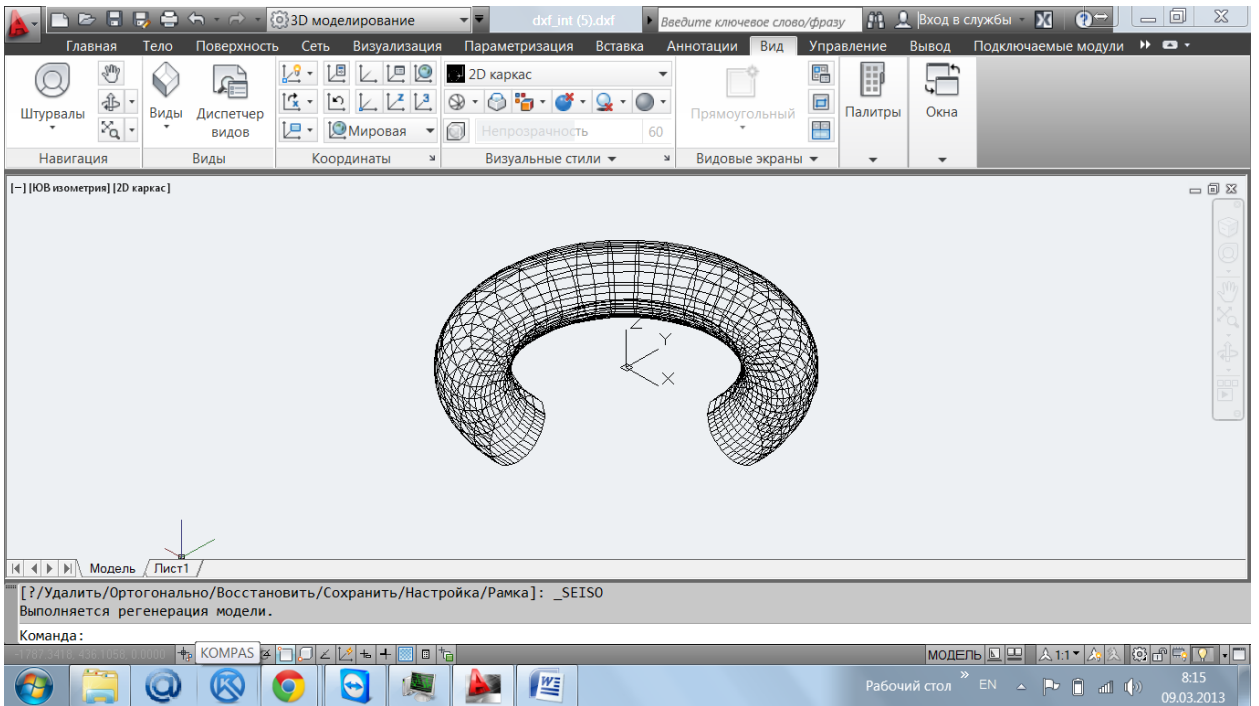 3D моделирование
dxf_int (5).dxf
Введите ключевое слово/фразу
Вход в службы
Главная Тело Поверхность Сеть Визуализация Параметризация Вставка Аннотации Вид Управление Вывод Подключаемые модули
2D каркас
Штурвалы
Виды
Диспетчер
видов
Мировая
Непрозрачность 60
Прямоугольный
Палитры
Окна
Навигация
Виды
Координаты
Визуальные стили
Видовые экраны
[−] [ЮВ изометрия] [2D каркас]
Z
Y
X
Модель Лист1
[?/Удалить/Ортогонально/Восстановить/Сохранить/Настройка/Рамка]: _SEISO
Выполняется регенерация модели.
Команда:
KOMPAS
МОДЕЛЬ
1:1
Рабочий стол
EN
8:15
09.03.2013